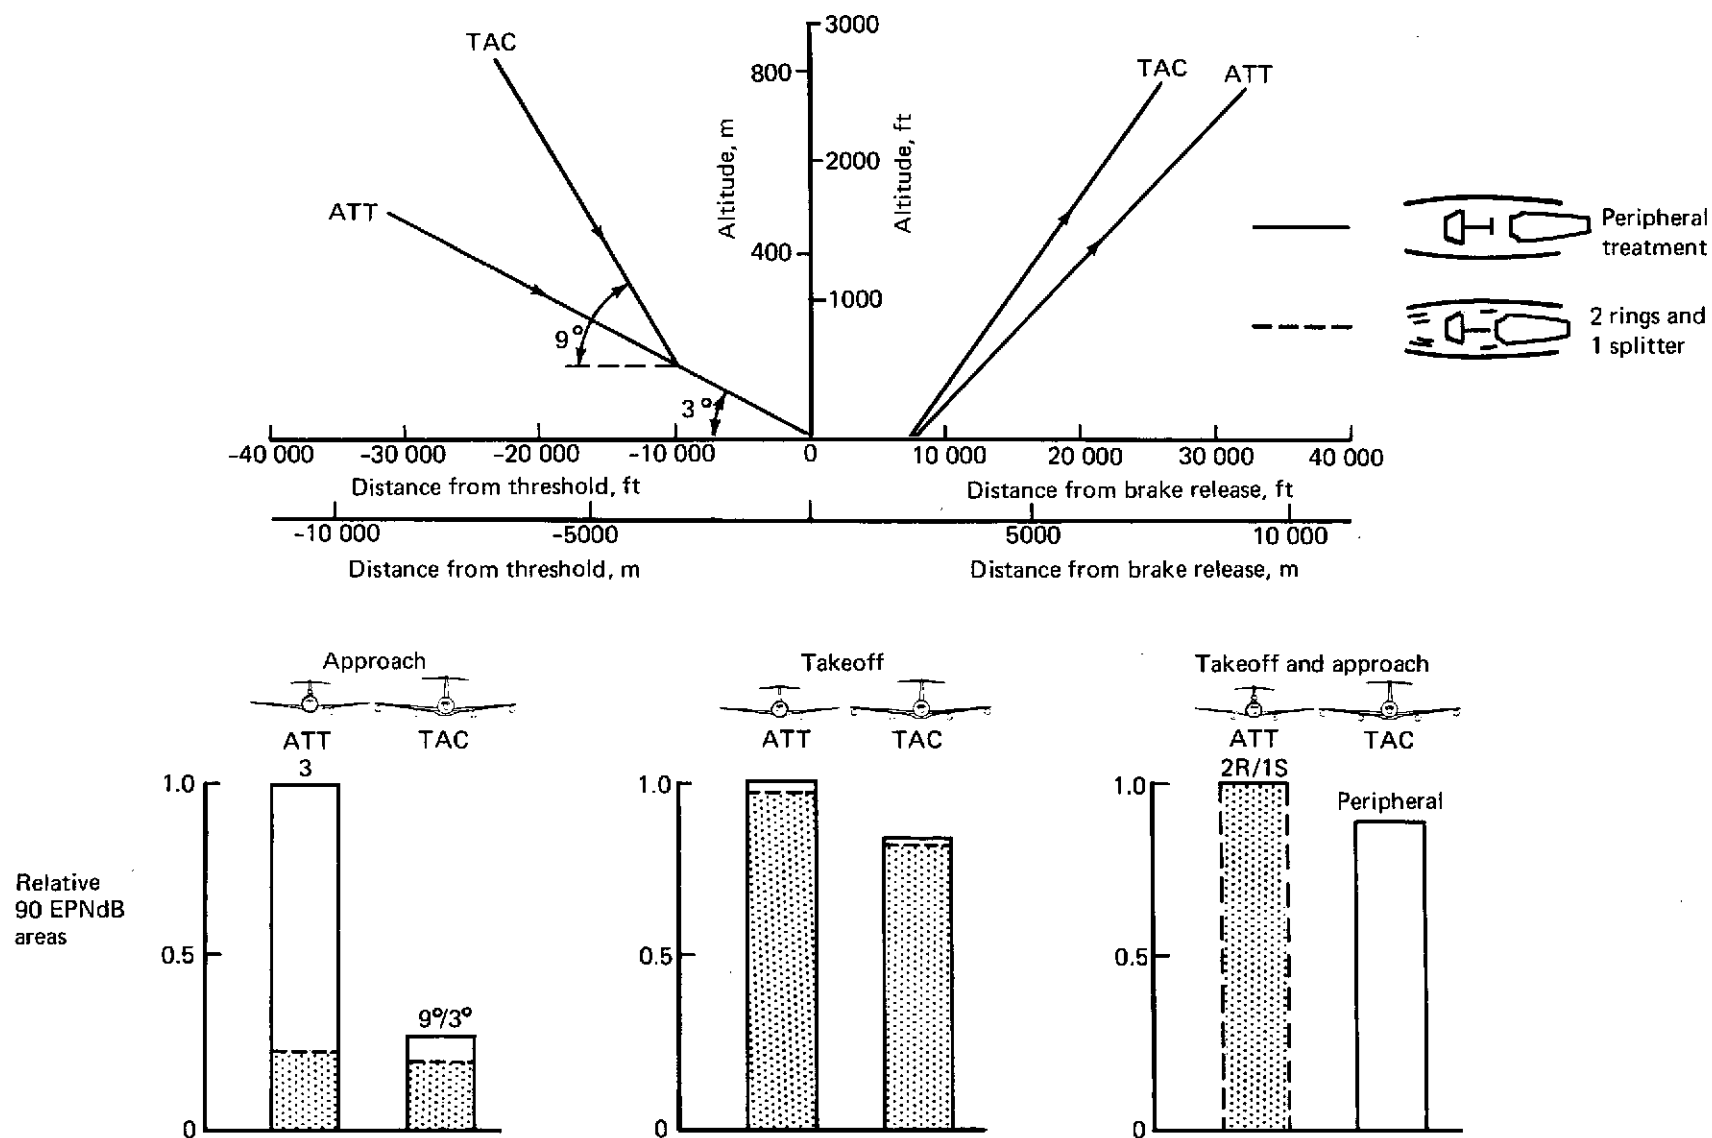 TAC
ATT
9°
3°
3000
800
2000
400
1000
Altitude, m
Altitude, ft
TAC
ATT
Peripheral
treatment
2 rings and
1 splitter
-40 000
-30 000
-20 000
-10 000
0
10 000
20 000
30 000
40 000
Distance from threshold, ft
Distance from brake release, ft
-10 000
-5000
5000
10 000
Distance from threshold, m
Distance from brake release, m
Approach
ATT
TAC
3
9°/3°
Relative
90 EPNdB
areas
1.0
0.5
0
Takeoff
ATT
TAC
1.0
0.5
0
Takeoff and approach
ATT
TAC
2R/1S
Peripheral
1.0
0.5
0